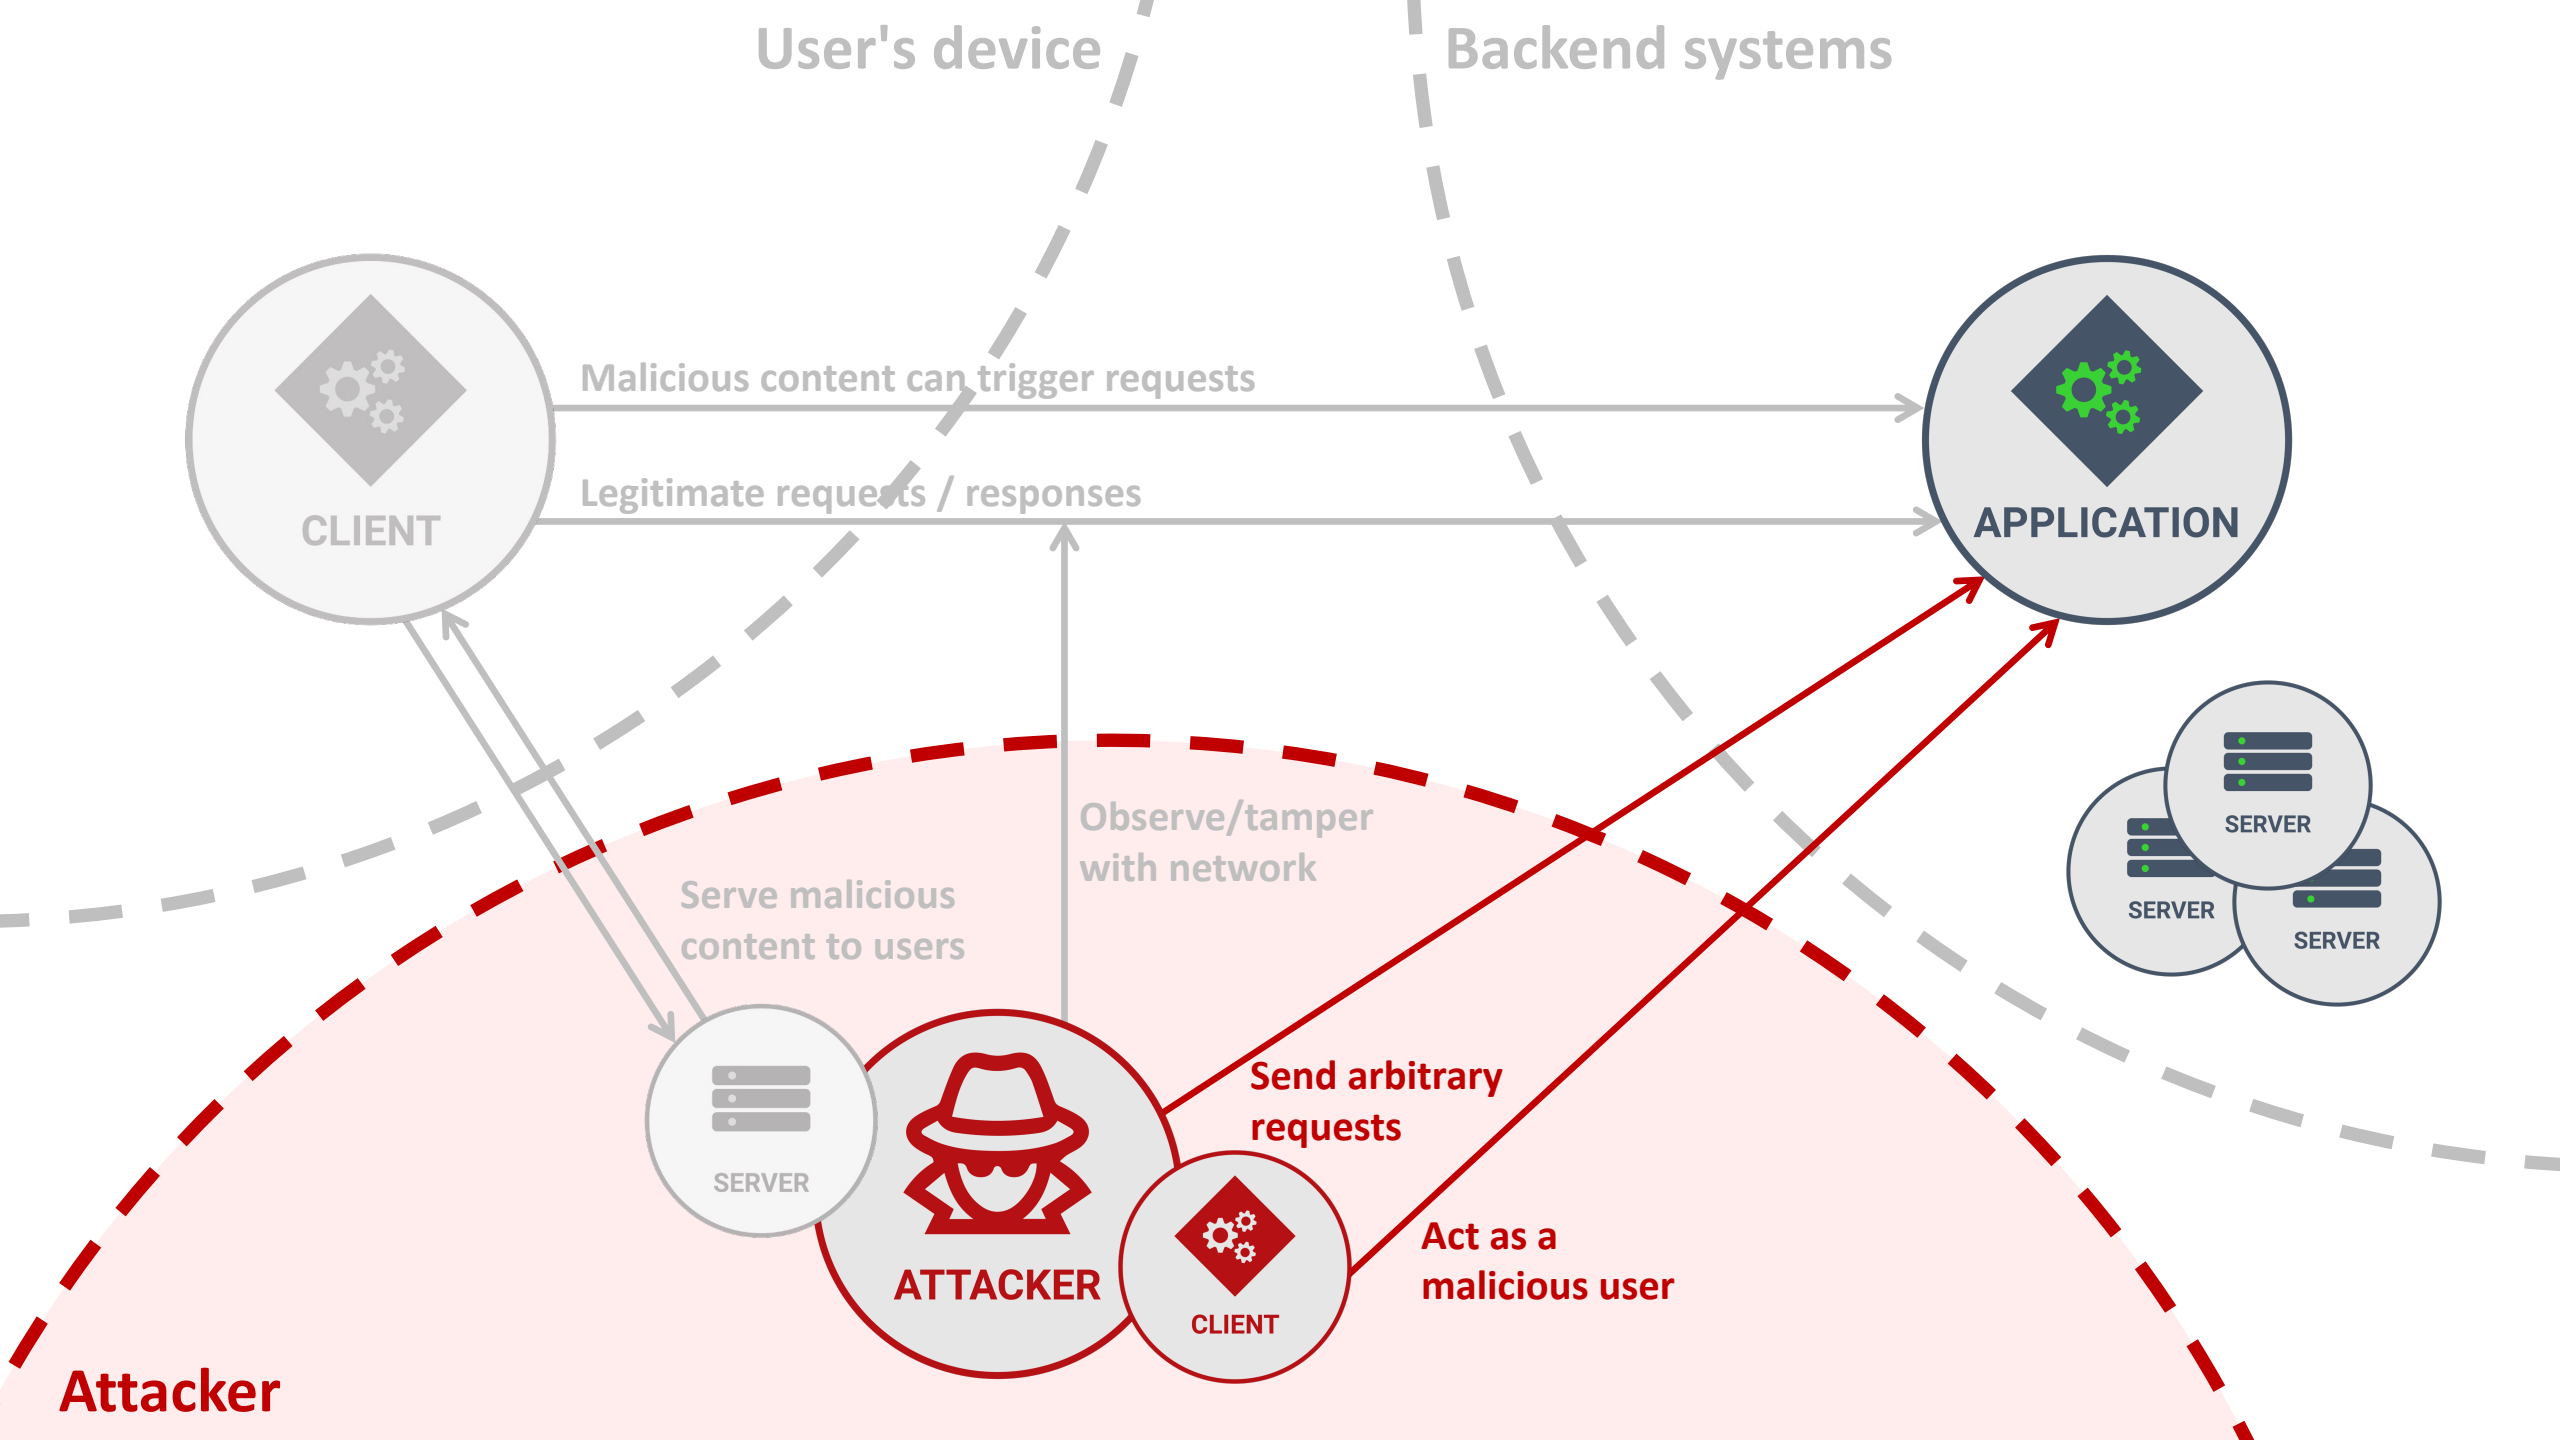 User's device
Backend systems
Malicious content can trigger requests
Legitimate requests / responses
CLIENT
APPLICATION
SERVER
SERVER
SERVER
Observe/tamper
with network
Serve malicious
content to users
Send arbitrary
requests
SERVER
ATTACKER
CLIENT
Act as a
malicious user
Attacker